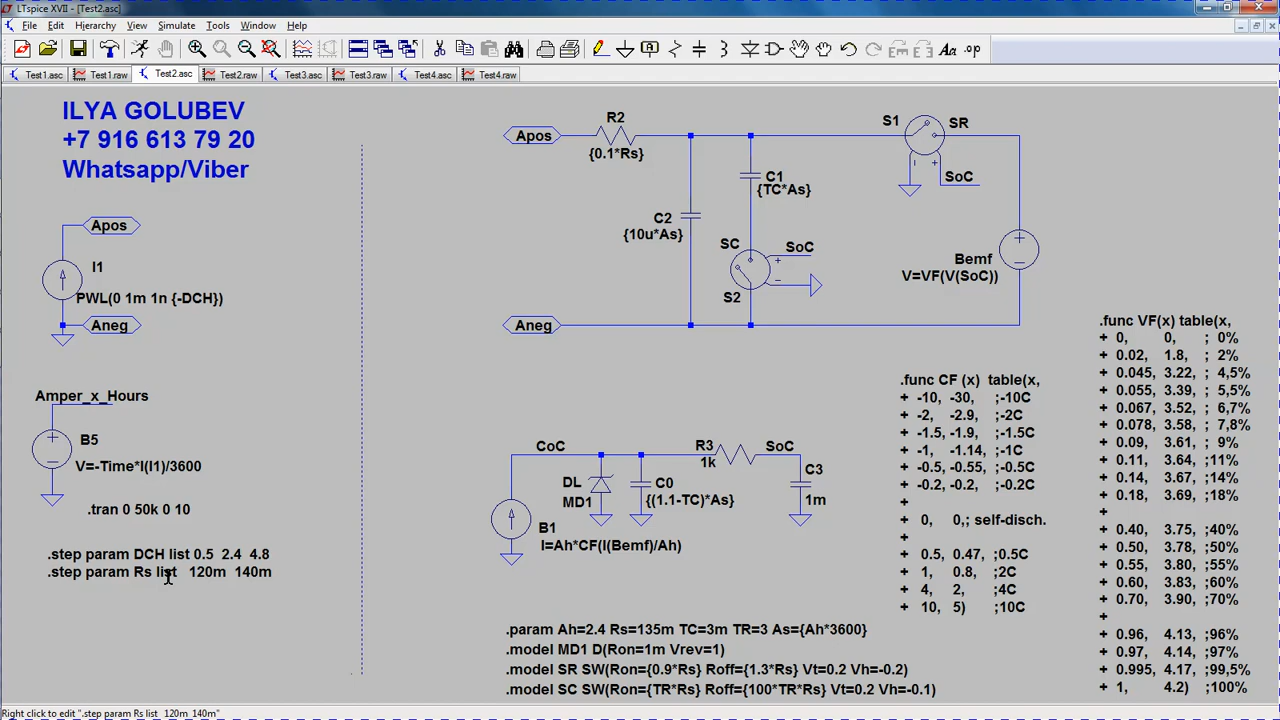 LTspice XVII - [Test2.asc]
File Edit Hierarchy View Simulate Tools Window Help
Test1.asc Test1.raw Test2.asc Test2.raw Test3.asc Test3.raw Test4.asc Test4.raw
ILYA GOLUBEV
+7 916 613 79 20
Whatsapp/Viber
Apos
I1
PWL(0 1m 1n {-DCH})
Aneg
Amper_x_Hours
B5
V=-Time*I(I1)/3600
.tran 0 50k 0 10
.step param DCH list 0.5 2.4 4.8
.step param Rs list 120m 140m
R2
Apos
{0.1*Rs}
C2
{10u*As}
C1
{TC*As}
SC
SoC
S2
S1
SR
SoC
Bemf
V=VF(V(SoC))
Aneg
CoC
R3
1k
SoC
DL
MD1
C0
{(1.1-TC)*As}
C3
1m
B1
I=Ah*CF(I(Bemf)/Ah)
.param Ah=2.4 Rs=135m TC=3m TR=3 As={Ah*3600}
.model MD1 D(Ron=1m Vrev=1)
.model SR SW(Ron={0.9*Rs} Roff={1.3*Rs} Vt=0.2 Vh=-0.2)
.model SC SW(Ron={TR*Rs} Roff={100*TR*Rs} Vt=0.2 Vh=-0.1)
.func CF (x) table(x,
+ -10, -30, ;-10C
+ -2, -2.9, ;-2C
+ -1.5, -1.9, ;-1.5C
+ -1, -1.14, ;-1C
+ -0.5, -0.55, ;-0.5C
+ -0.2, -0.2, ;-0.2C
+
+ 0, 0,; self-disch.
+
+ 0.5, 0.47, ;0.5C
+ 1, 0.8, ;2C
+ 4, 2, ;4C
+ 10, 5) ;10C
.func VF(x) table(x,
+ 0, 0, ; 0%
+ 0.02, 1.8, ; 2%
+ 0.045, 3.22, ; 4,5%
+ 0.055, 3.39, ; 5,5%
+ 0.067, 3.52, ; 6,7%
+ 0.078, 3.58, ; 7,8%
+ 0.09, 3.61, ; 9%
+ 0.11, 3.64, ;11%
+ 0.14, 3.67, ;14%
+ 0.18, 3.69, ;18%
+
+ 0.40, 3.75, ;40%
+ 0.50, 3.78, ;50%
+ 0.55, 3.80, ;55%
+ 0.60, 3.83, ;60%
+ 0.70, 3.90, ;70%
+
+ 0.96, 4.13, ;96%
+ 0.97, 4.14, ;97%
+ 0.995, 4.17, ;99,5%
+ 1, 4.2) ;100%
Right click to edit ".step param Rs list 120m 140m"